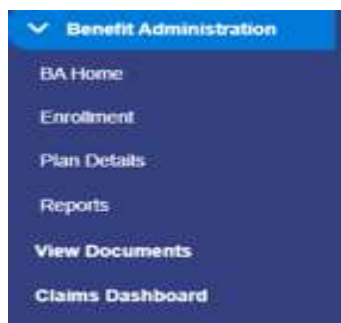 Benefit Administration
BA Home
Enrollment
Plan Details
Reports
View Documents
Claims Dashboard